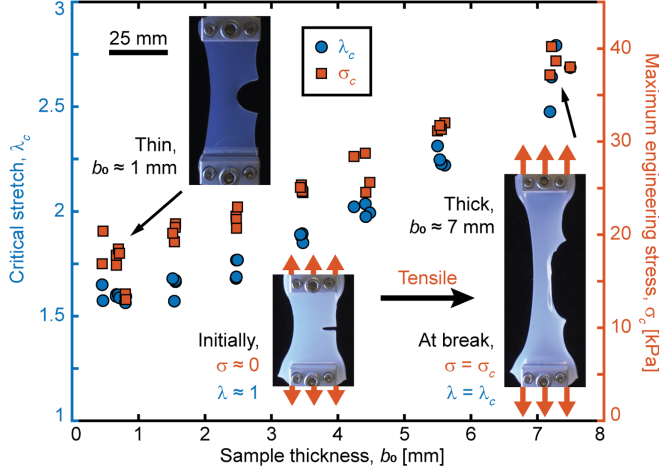 3
2.5
2
1.5
1
Critical stretch, λc
25 mm
λc
σc
Thin,
b0 ≈ 1 mm
Thick,
b0 ≈ 7 mm
Tensile
Initially,
σ ≈ 0
λ ≈ 1
At break,
σ = σc
λ = λc
40
30
20
10
0
Maximum engineering stress, σc [kPa]
0 1 2 3 4 5 6 7 8
Sample thickness, b0 [mm]